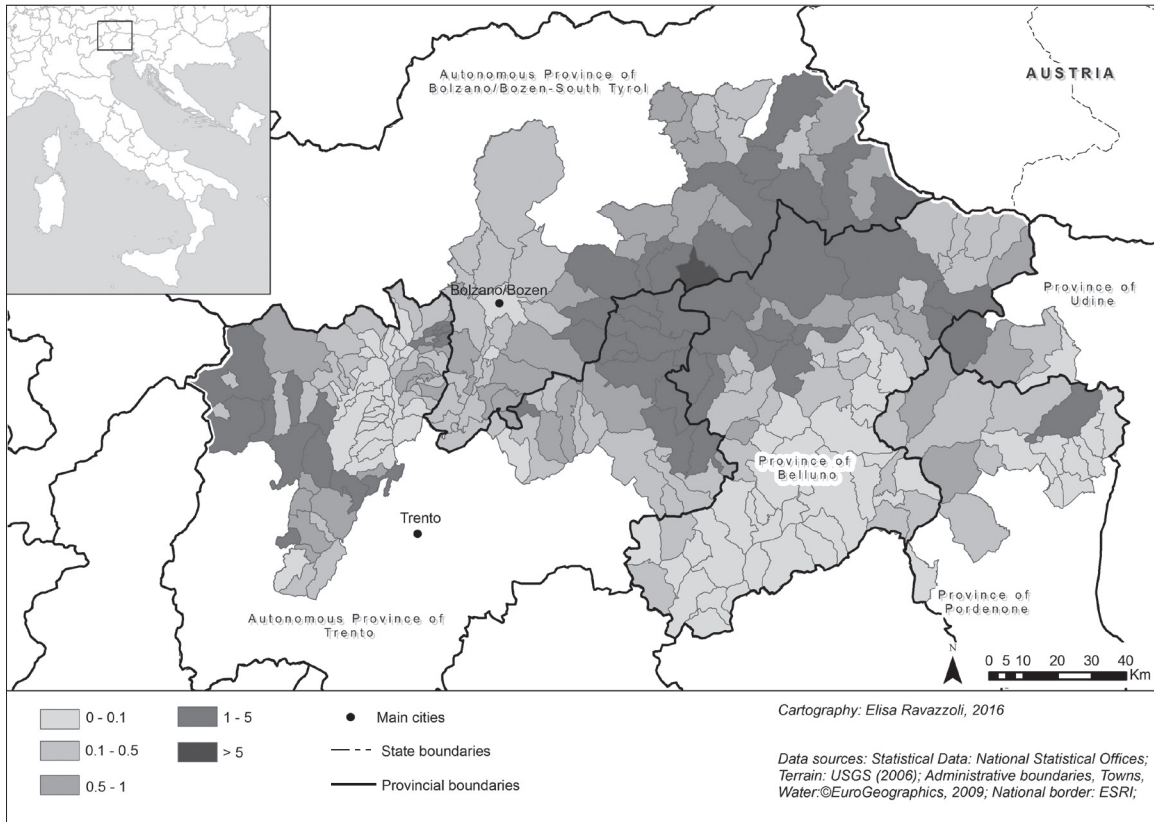 Autonomous Province of
Bolzano/Bozen-South Tyrol
AUSTRIA
Bolzano/Bozen
Province of
Udine
Province of
Belluno
Trento
Autonomous Province of
Trento
Province of
Pordenone
N
0 5 10 20 30 40
Km
0 - 0.1
0.1 - 0.5
0.5 - 1
1 - 5
> 5
Main cities
State boundaries
Provincial boundaries
Cartography: Elisa Ravazzoli, 2016
Data sources: Statistical Data: National Statistical Offices;
Terrain: USGS (2006); Administrative boundaries, Towns,
Water:©EuroGeographics, 2009; National border: ESRI;